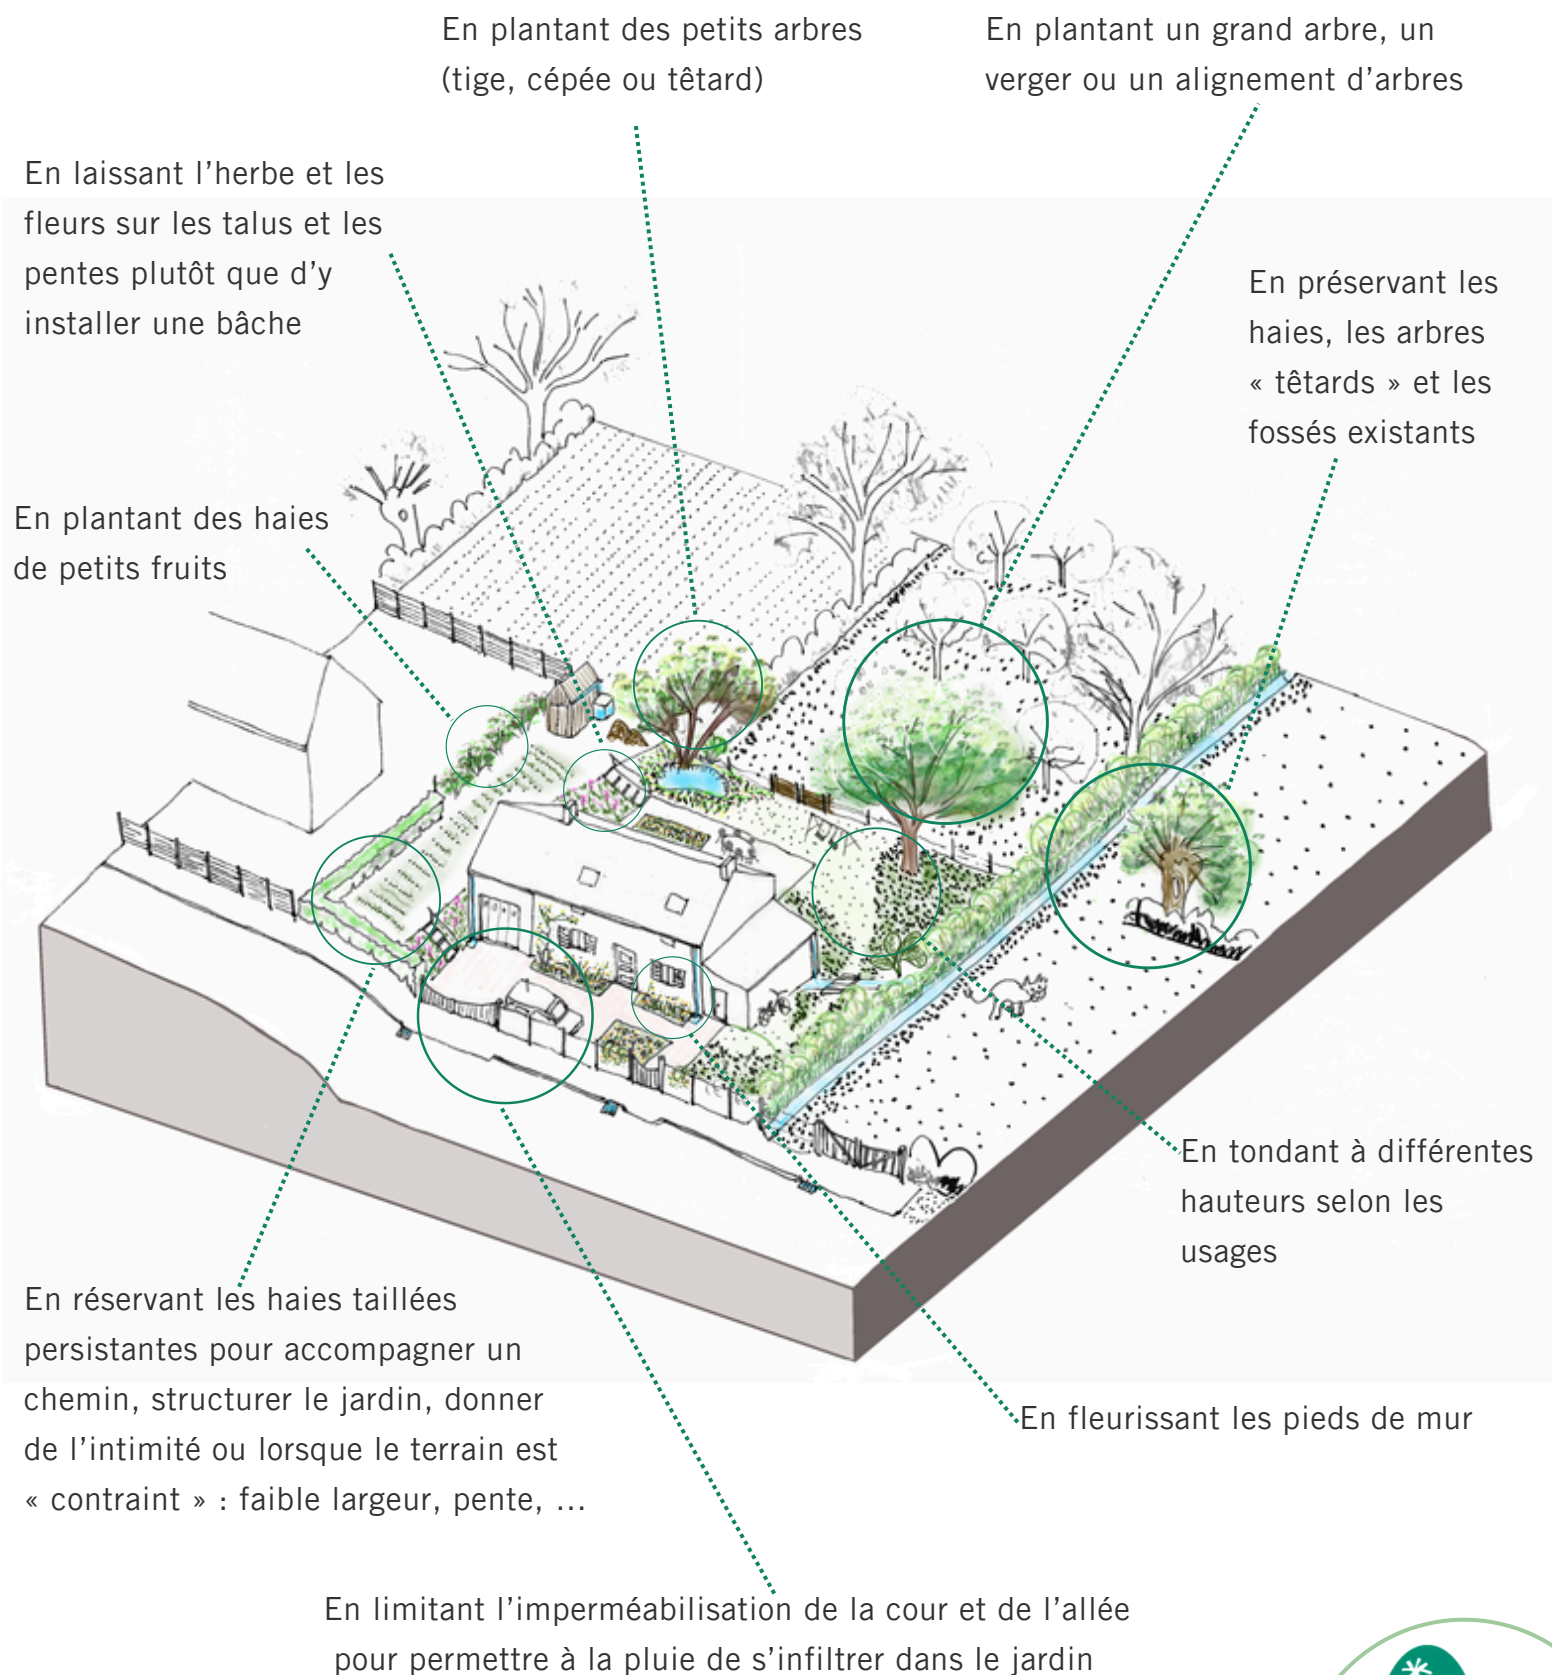 En plantant des petits arbres
(tige, cépée ou têtard)
En plantant un grand arbre, un
verger ou un alignement d’arbres
En laissant l’herbe et les
fleurs sur les talus et les
pentes plutôt que d’y
installer une bâche
En préservant les
haies, les arbres
« têtards » et les
fossés existants
En plantant des haies
de petits fruits
En tondant à différentes
hauteurs selon les
usages
En réservant les haies taillées
persistantes pour accompagner un
chemin, structurer le jardin, donner
de l’intimité ou lorsque le terrain est
« contraint » : faible largeur, pente, ...
En fleurissant les pieds de mur
En limitant l’imperméabilisation de la cour et de l’allée
pour permettre à la pluie de s’infiltrer dans le jardin